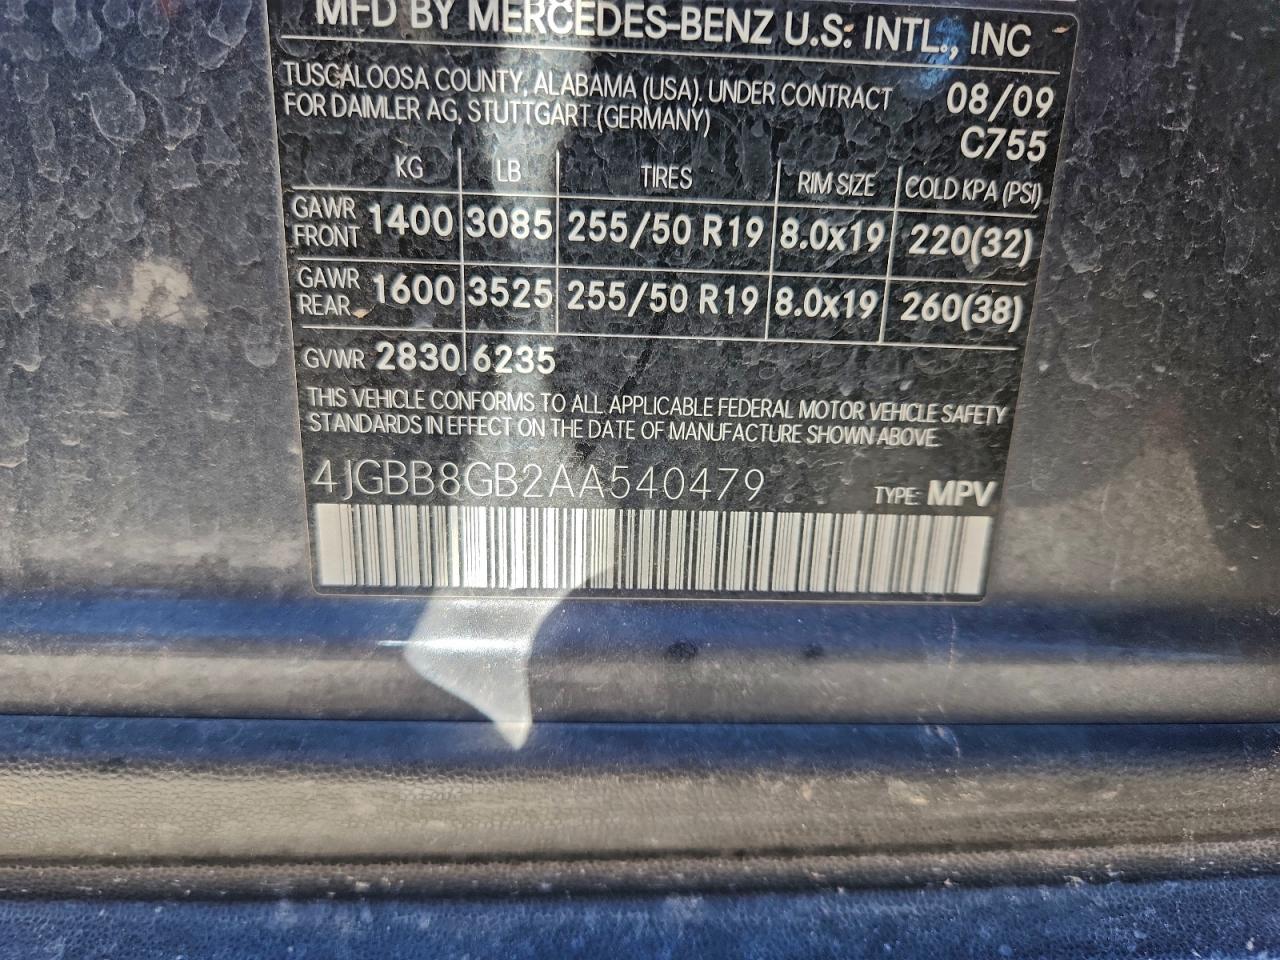 MFD BY MERCEDES-BENZ U.S. INTL., INC
TUSCALOOSA COUNTY, ALABAMA (USA). UNDER CONTRACT
FOR DAIMLER AG, STUTTGART (GERMANY)
08/09
C755
KG LB TIRES RIM SIZE COLD KPA (PSI)
GAWR FRONT 1400 3085 255/50 R19 8.0x19 220(32)
GAWR REAR 1600 3525 255/50 R19 8.0x19 260(38)
GVWR 2830 6235
THIS VEHICLE CONFORMS TO ALL APPLICABLE FEDERAL MOTOR VEHICLE SAFETY
STANDARDS IN EFFECT ON THE DATE OF MANUFACTURE SHOWN ABOVE.
4JGBB8GB2AA540479 TYPE: MPV